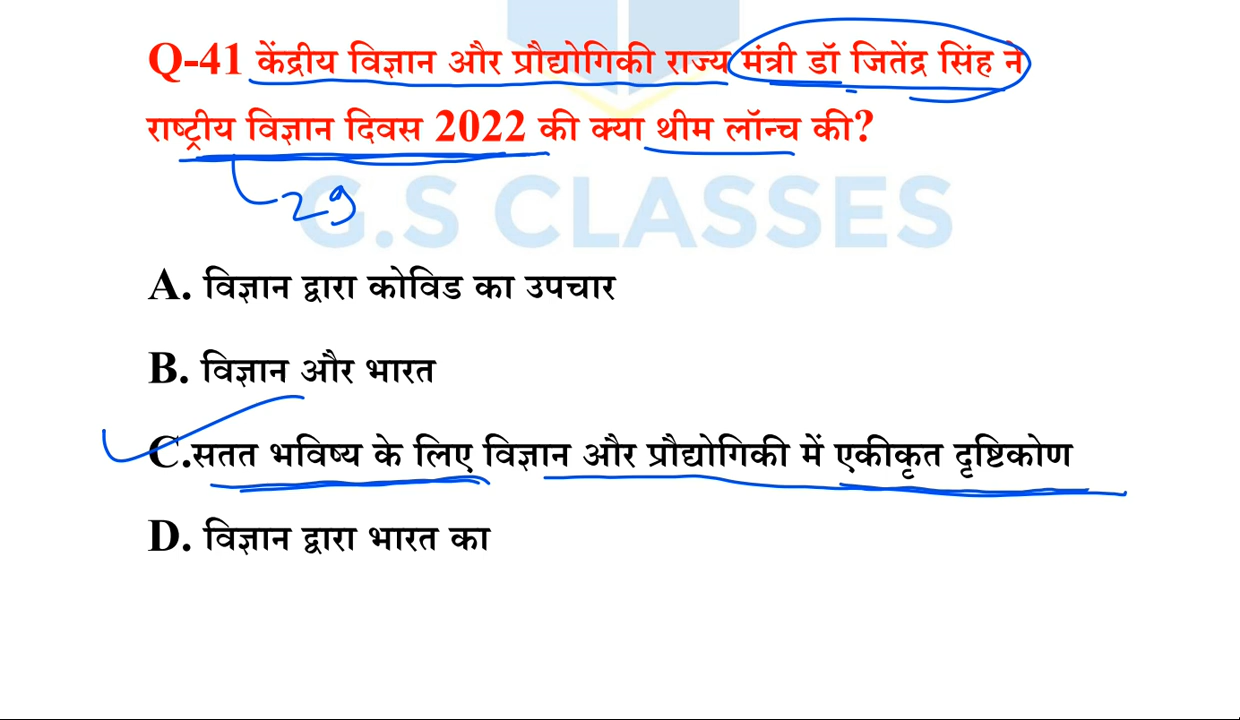 Q-41 केंद्रीय विज्ञान और प्रौद्योगिकी राज्य मंत्री डॉ जितेंद्र सिंह ने
राष्ट्रीय विज्ञान दिवस 2022 की क्या थीम लॉन्च की?
29
G.S CLASSES
A. विज्ञान द्वारा कोविड का उपचार
B. विज्ञान और भारत
C.सतत भविष्य के लिए विज्ञान और प्रौद्योगिकी में एकीकृत दृष्टिकोण
D. विज्ञान द्वारा भारत का